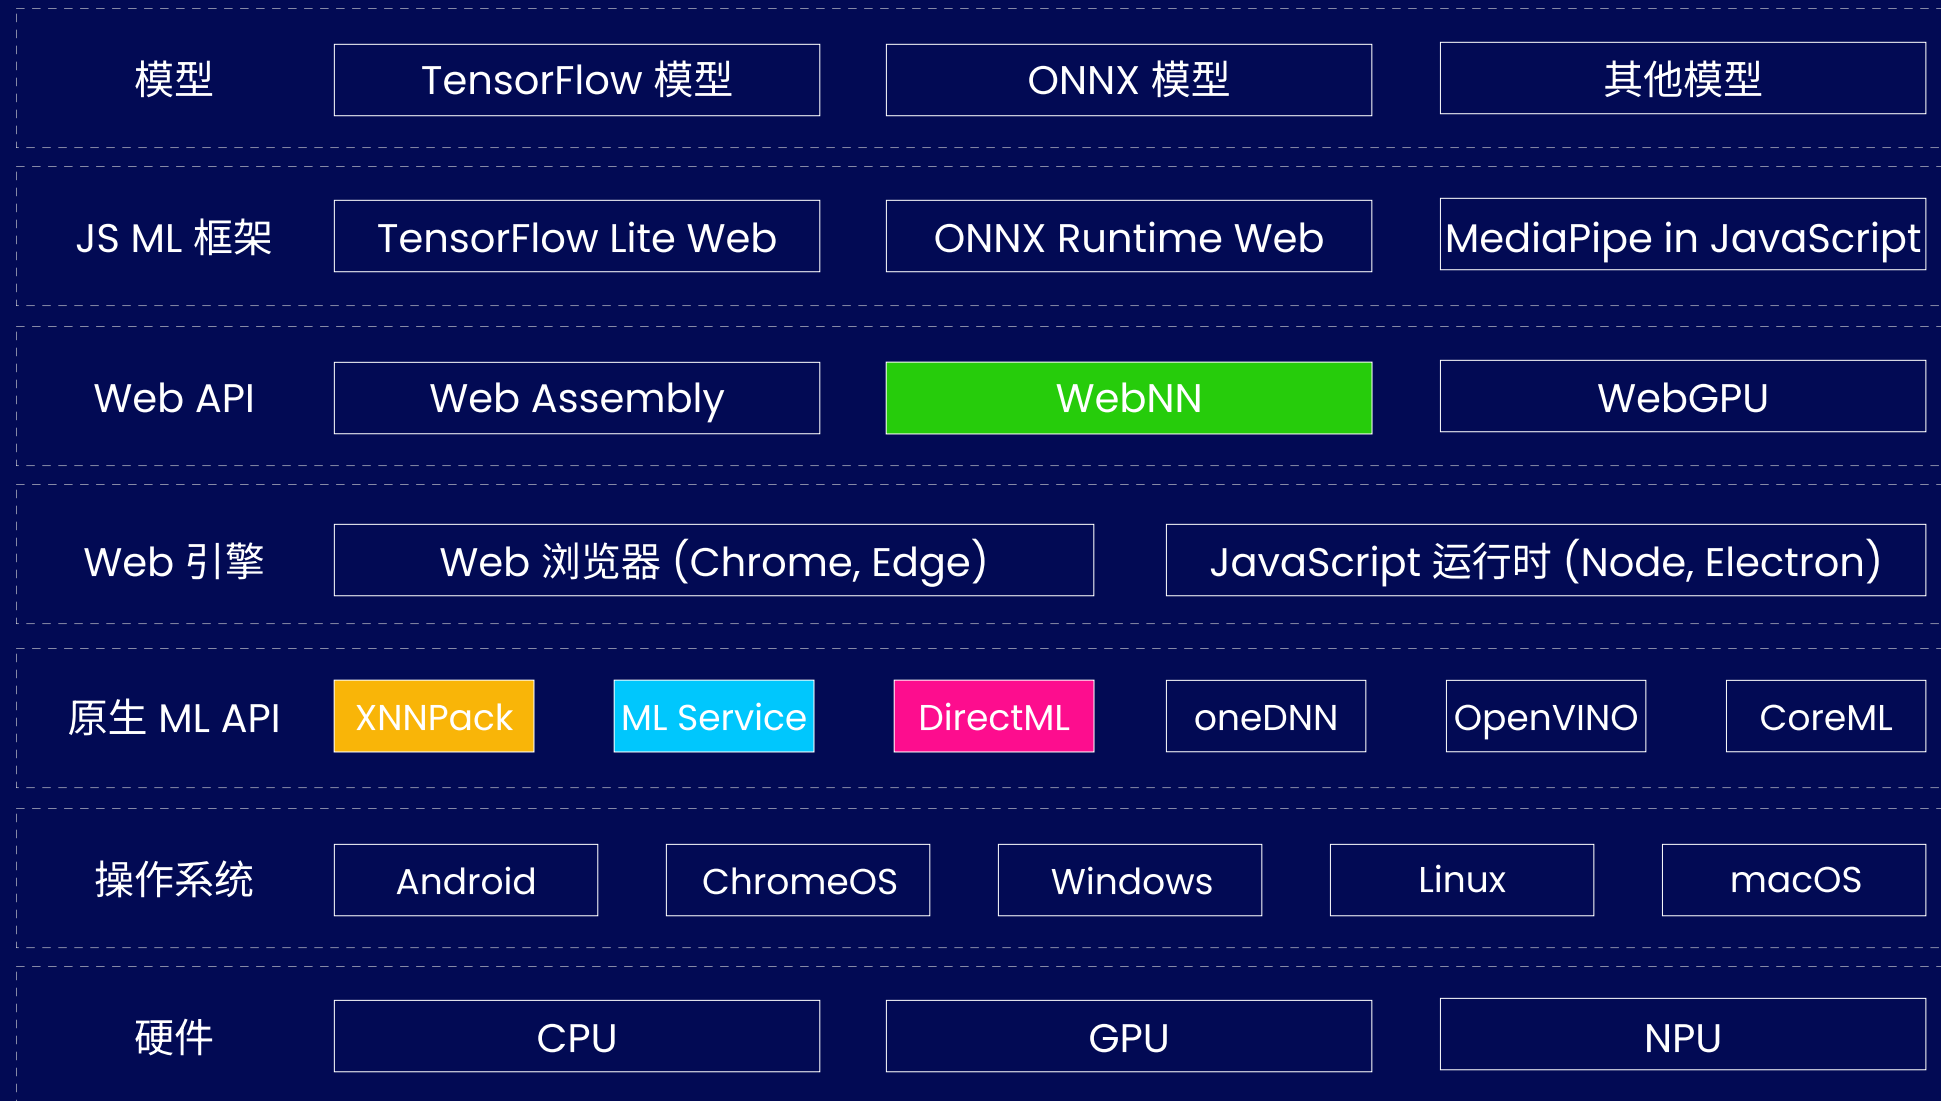 模型
TensorFlow 模型
ONNX 模型
其他模型
JS ML 框架
TensorFlow Lite Web
ONNX Runtime Web
MediaPipe in JavaScript
Web API
Web Assembly
WebNN
WebGPU
Web 引擎
Web 浏览器 (Chrome, Edge)
JavaScript 运行时 (Node, Electron)
原生 ML API
XNNPack
ML Service
DirectML
oneDNN
OpenVINO
CoreML
操作系统
Android
ChromeOS
Windows
Linux
macOS
硬件
CPU
GPU
NPU